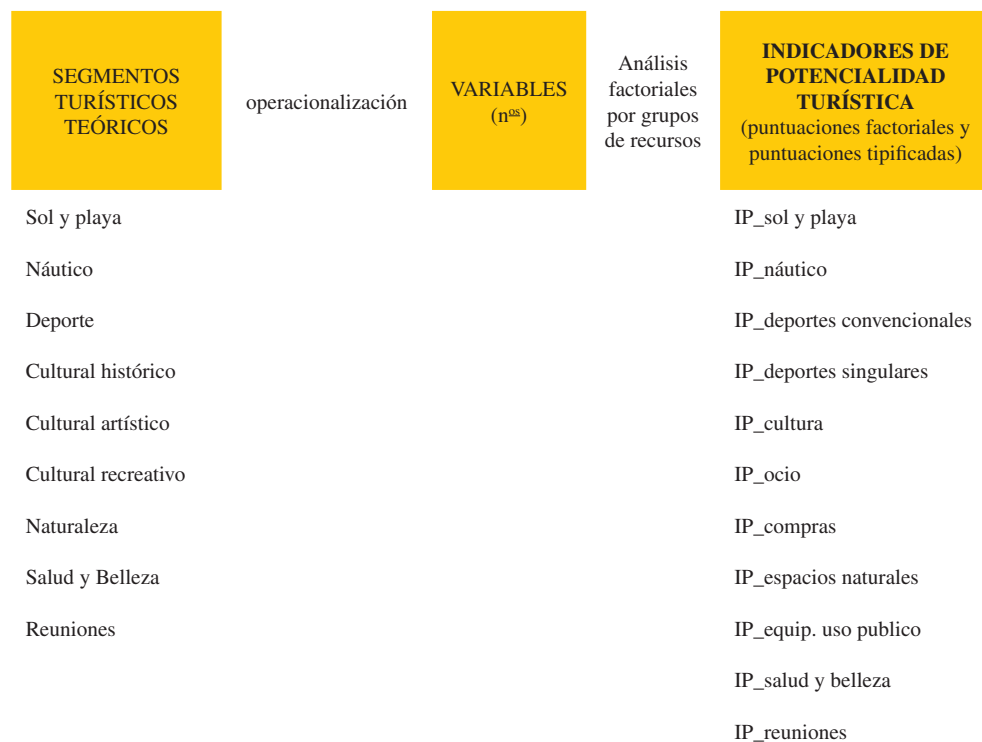 SEGMENTOS
TURÍSTICOS
TEÓRICOS
operacionalización
VARIABLES
(nos)
Análisis
factoriales
por grupos
de recursos
INDICADORES DE
POTENCIALIDAD
TURÍSTICA
(puntuaciones factoriales y
puntuaciones tipificadas)
Sol y playa
IP_sol y playa
Náutico
IP_náutico
Deporte
IP_deportes convencionales
Cultural histórico
IP_deportes singulares
Cultural artístico
IP_cultura
Cultural recreativo
IP_ocio
Naturaleza
IP_compras
Salud y Belleza
IP_espacios naturales
Reuniones
IP_equip. uso publico
IP_salud y belleza
IP_reuniones